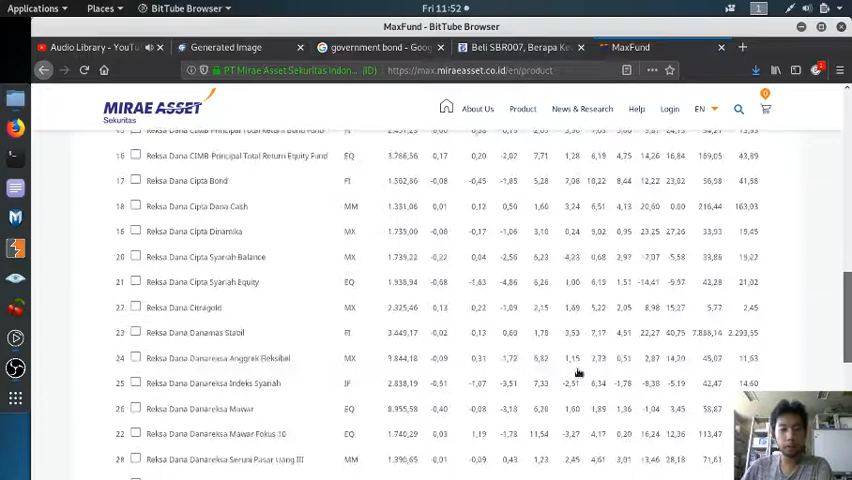 Applications
Fri 11:52
BitTube Browser
1
MaxFund - BitTube Browser
Audio Library - YouTu
Generated Image
government bond - Goog
Beli SBR007, Berapa Ke
MaxFund
PT Mirae Asset Sekuritas Indon... (ID)
https://max.miraeasset.co.id/en/product
MIRAE ASSET
Sekuritas
About Us
Product
News & Research
Help
Login
EN
0
16 Reksa Dana CIMB-Principal Total Return Equity Fund EQ 3.766,56 0,17 0,20 -2,07 7,71 1,28 6,19 4,75 14,26 16,84 169,05 43,89
17 Reksa Dana Cipta Bond FI 1.502,86 -0,08 -0,45 -1,85 5,28 7,08 10,22 8,44 12,22 23,02 56,98 41,58
18 Reksa Dana Cipta Dana Cash MM 1.331,06 0,01 0,12 0,50 1,60 3,24 6,51 4,13 20,60 0,00 216,44 163,03
19 Reksa Dana Cipta Dinamika MX 1.739,00 -0,08 -0,17 -1,06 3,10 0,24 9,02 0,95 23,25 27,26 33,93 19,45
20 Reksa Dana Cipta Syariah Balance MX 1.739,22 -0,22 0,04 -2,56 6,23 -4,23 0,68 2,93 -7,07 -5,58 33,88 19,22
21 Reksa Dana Cipta Syariah Equity EQ 1.938,94 -0,68 -1,63 -4,86 6,26 1,00 6,19 1,51 -14,41 -9,97 42,28 21,02
22 Reksa Dana Citragold MX 2.325,46 0,13 -0,22 -1,09 2,15 1,69 5,22 2,05 8,98 15,27 5,77 2,45
23 Reksa Dana Danamas Stabil FI 3.449,17 -0,02 -0,13 0,60 1,78 3,53 7,17 4,51 22,27 40,75 7.838,14 2.293,55
24 Reksa Dana Danareksa Anggrek Fleksibel MX 3.844,18 -0,09 0,31 -1,72 6,82 1,15 2,73 0,51 2,87 14,20 45,07 11,63
25 Reksa Dana Danareksa Indeks Syariah IF 2.838,19 -0,51 -1,07 -3,51 7,33 -2,51 6,34 -1,78 -8,38 -5,19 42,47 14,60
26 Reksa Dana Danareksa Mawar EQ 8.955,58 -0,40 -0,08 -3,18 6,20 1,60 1,89 1,36 -1,04 3,45 58,87
Reksa Dana Danareksa Mawar Fokus 10 EQ 1.740,29 0,03 1,19 -1,78 11,54 -3,27 4,17 0,20 16,24 12,36 113,47
28 Reksa Dana Danareksa Seruni Pasar Uang III MM 1.390,65 -0,01 -0,09 0,43 1,23 2,45 4,61 3,01 13,46 28,18 71,61